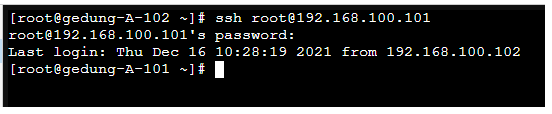 [root@gedung-A-102 ~]# ssh root@192.168.100.101
root@192.168.100.101's password:
Last login: Thu Dec 16 10:28:19 2021 from 192.168.100.102
[root@gedung-A-101 ~]#